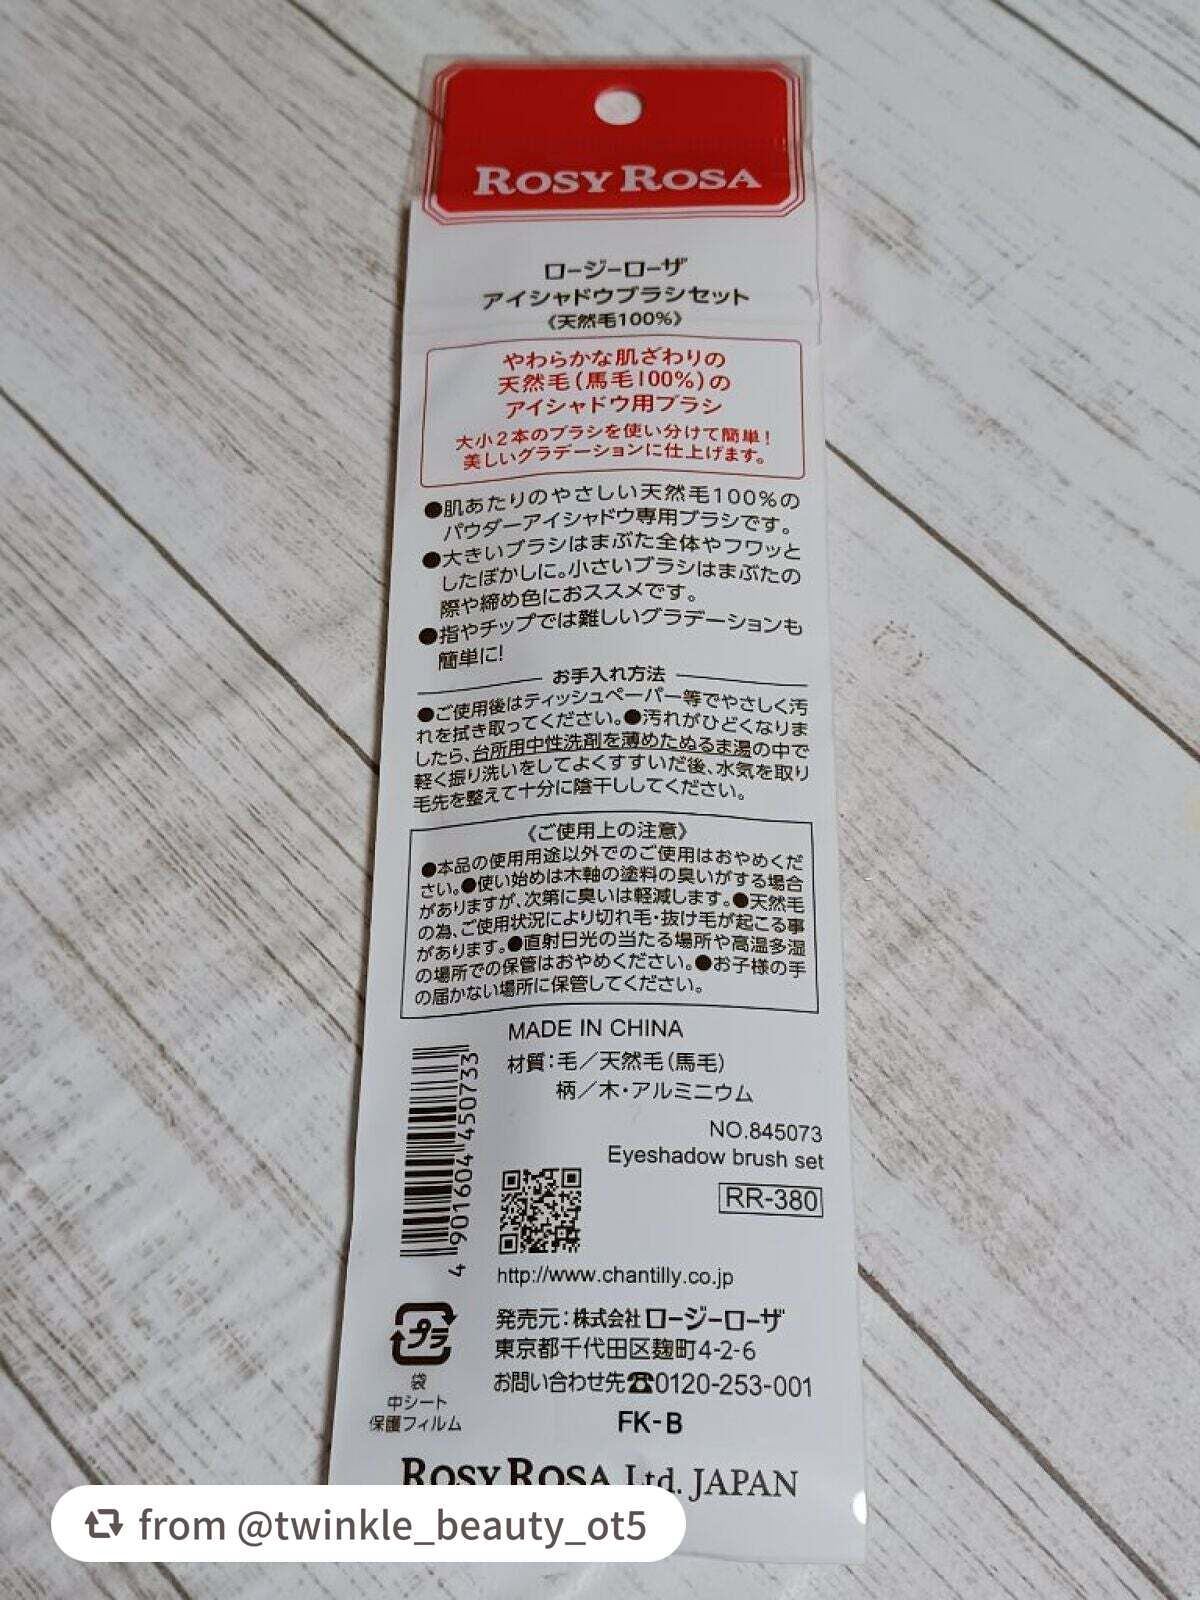 ROSY ROSA
ロージーローザ
アイシャドウブラシセット
《天然毛100%》
やわらかな肌ざわりの
天然毛(馬毛100%)の
アイシャドウ用ブラシ
大小2本のブラシを使い分けて簡単!
美しいグラデーションに仕上げます。
●肌あたりのやさしい天然毛100%の
パウダーアイシャドウ専用ブラシです。
●大きいブラシはまぶた全体やフワッと
したぼかしに。小さいブラシはまぶたの
際や締め色におススメです。
●指やチップでは難しいグラデーションも
簡単に!
お手入れ方法
●ご使用後はティッシュペーパー等でやさしく汚
れを拭き取ってください。●汚れがひどくなりま
したら、台所用中性洗剤を薄めたぬるま湯の中で
軽く振り洗いをしてよくすすいだ後、水気を取り
毛先を整えて十分に陰干ししてください。
《ご使用上の注意》
●本品の使用用途以外でのご使用はおやめくだ
さい。●使い始めは木軸の塗料の臭いがする場合
がありますが、次第に臭いは軽減します。●天然毛
の為、ご使用状況により切れ毛・抜け毛が起こる事
があります。●直射日光の当たる場所や高温多湿
の場所での保管はおやめください。●お子様の手
の届かない場所に保管してください。
MADE IN CHINA
材質:毛/天然毛(馬毛)
柄/木・アルミニウム
NO.845073
Eyeshadow brush set
RR-380
4 901604 450733
http://www.chantilly.co.jp
プラ
袋
中シート
保護フィルム
発売元:株式会社ロージーローザ
東京都千代田区麹町4-2-6
お問い合わせ先☎0120-253-001
FK-B
ROSY ROSA Ltd. JAPAN
from @twinkle_beauty_ot5